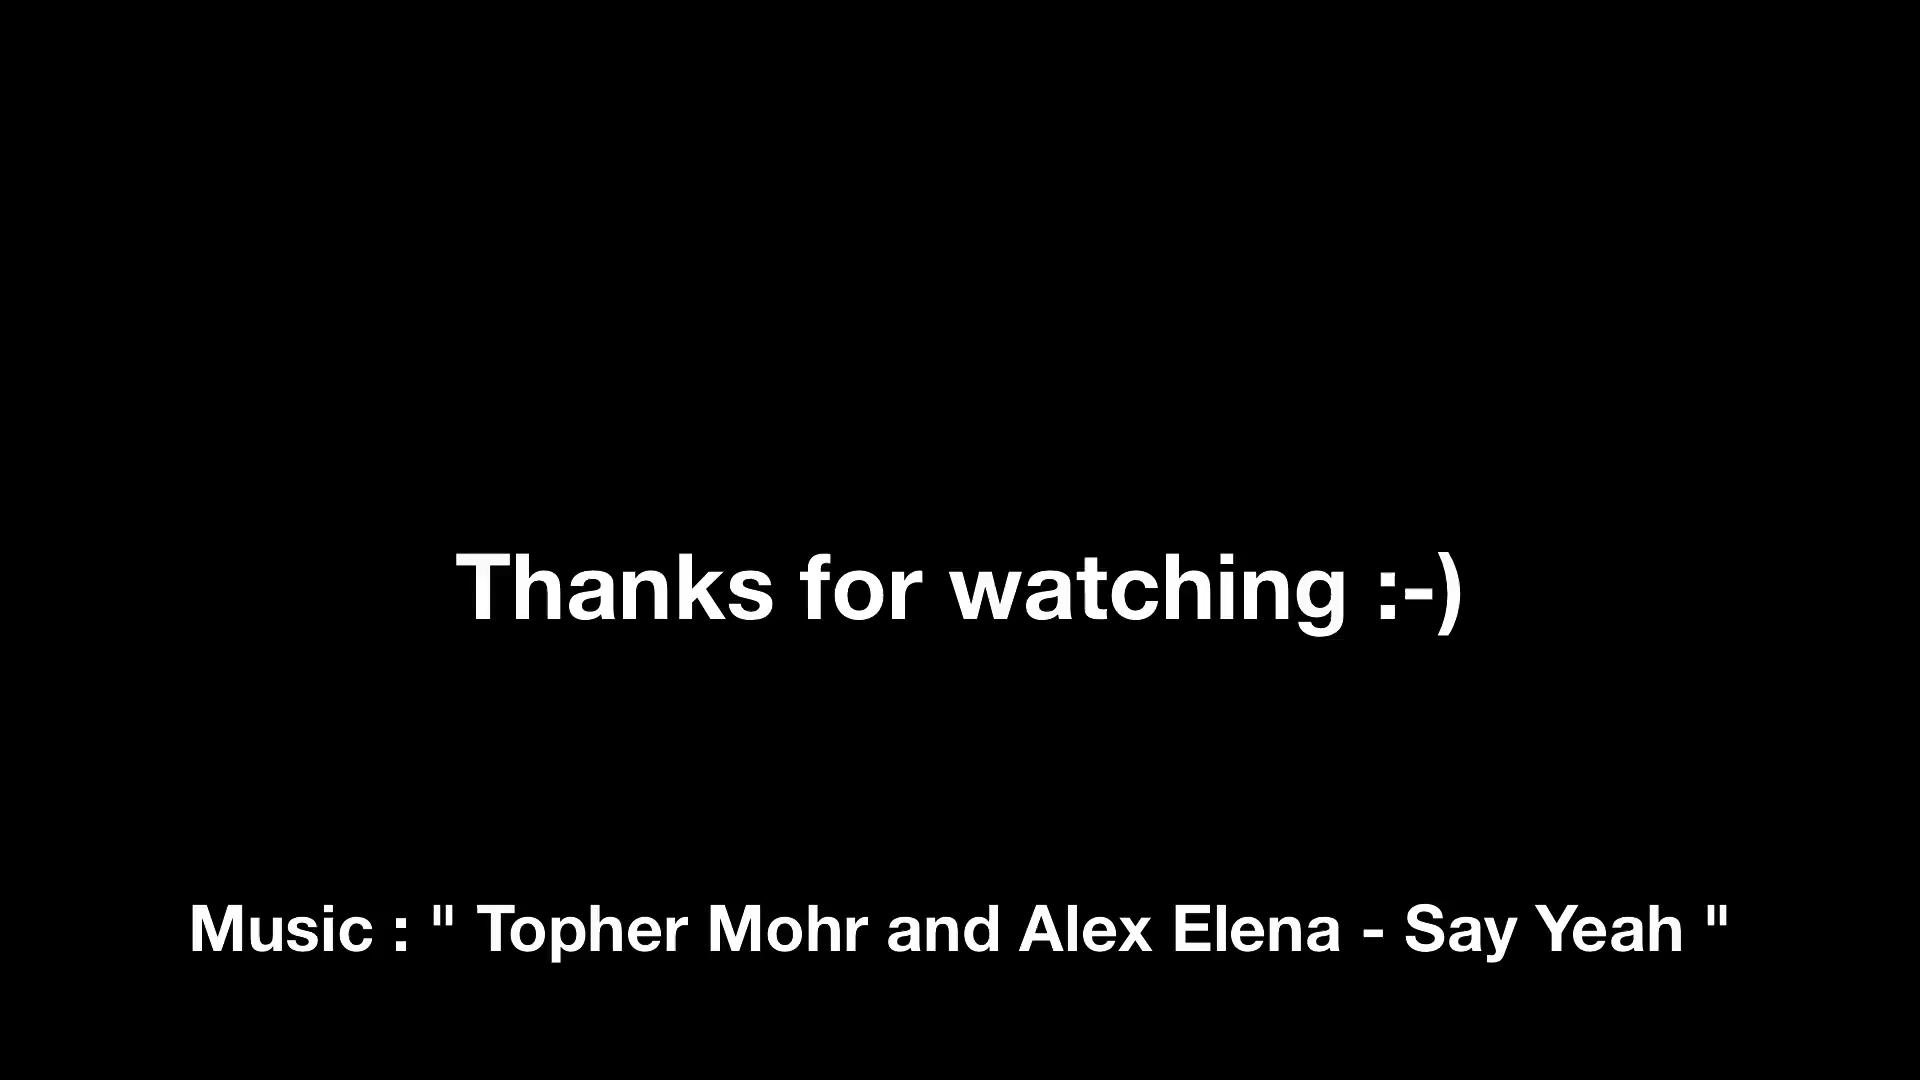 Thanks for watching :-)
Music : " Topher Mohr and Alex Elena - Say Yeah "